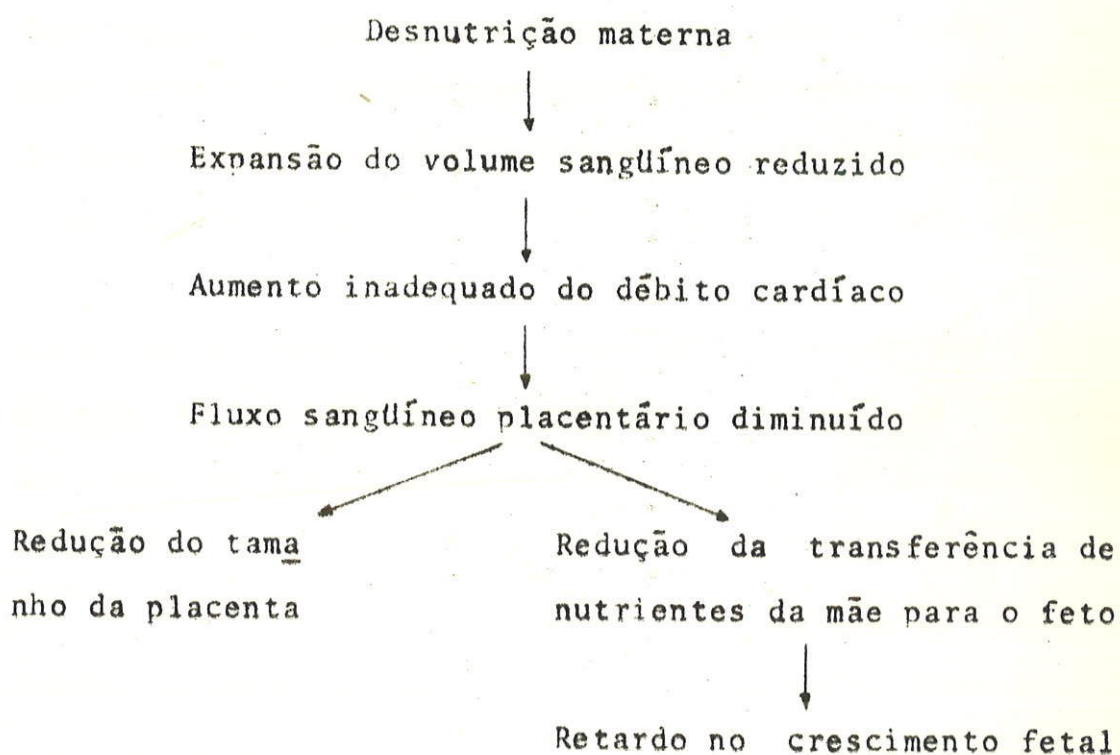 Desnutrição materna
Expansão do volume sangüíneo reduzido
Aumento inadequado do débito cardíaco
Fluxo sangüíneo placentário diminuído
Redução do tama
nho da placenta
Redução da transferência de
nutrientes da mãe para o feto
Retardo no crescimento fetal